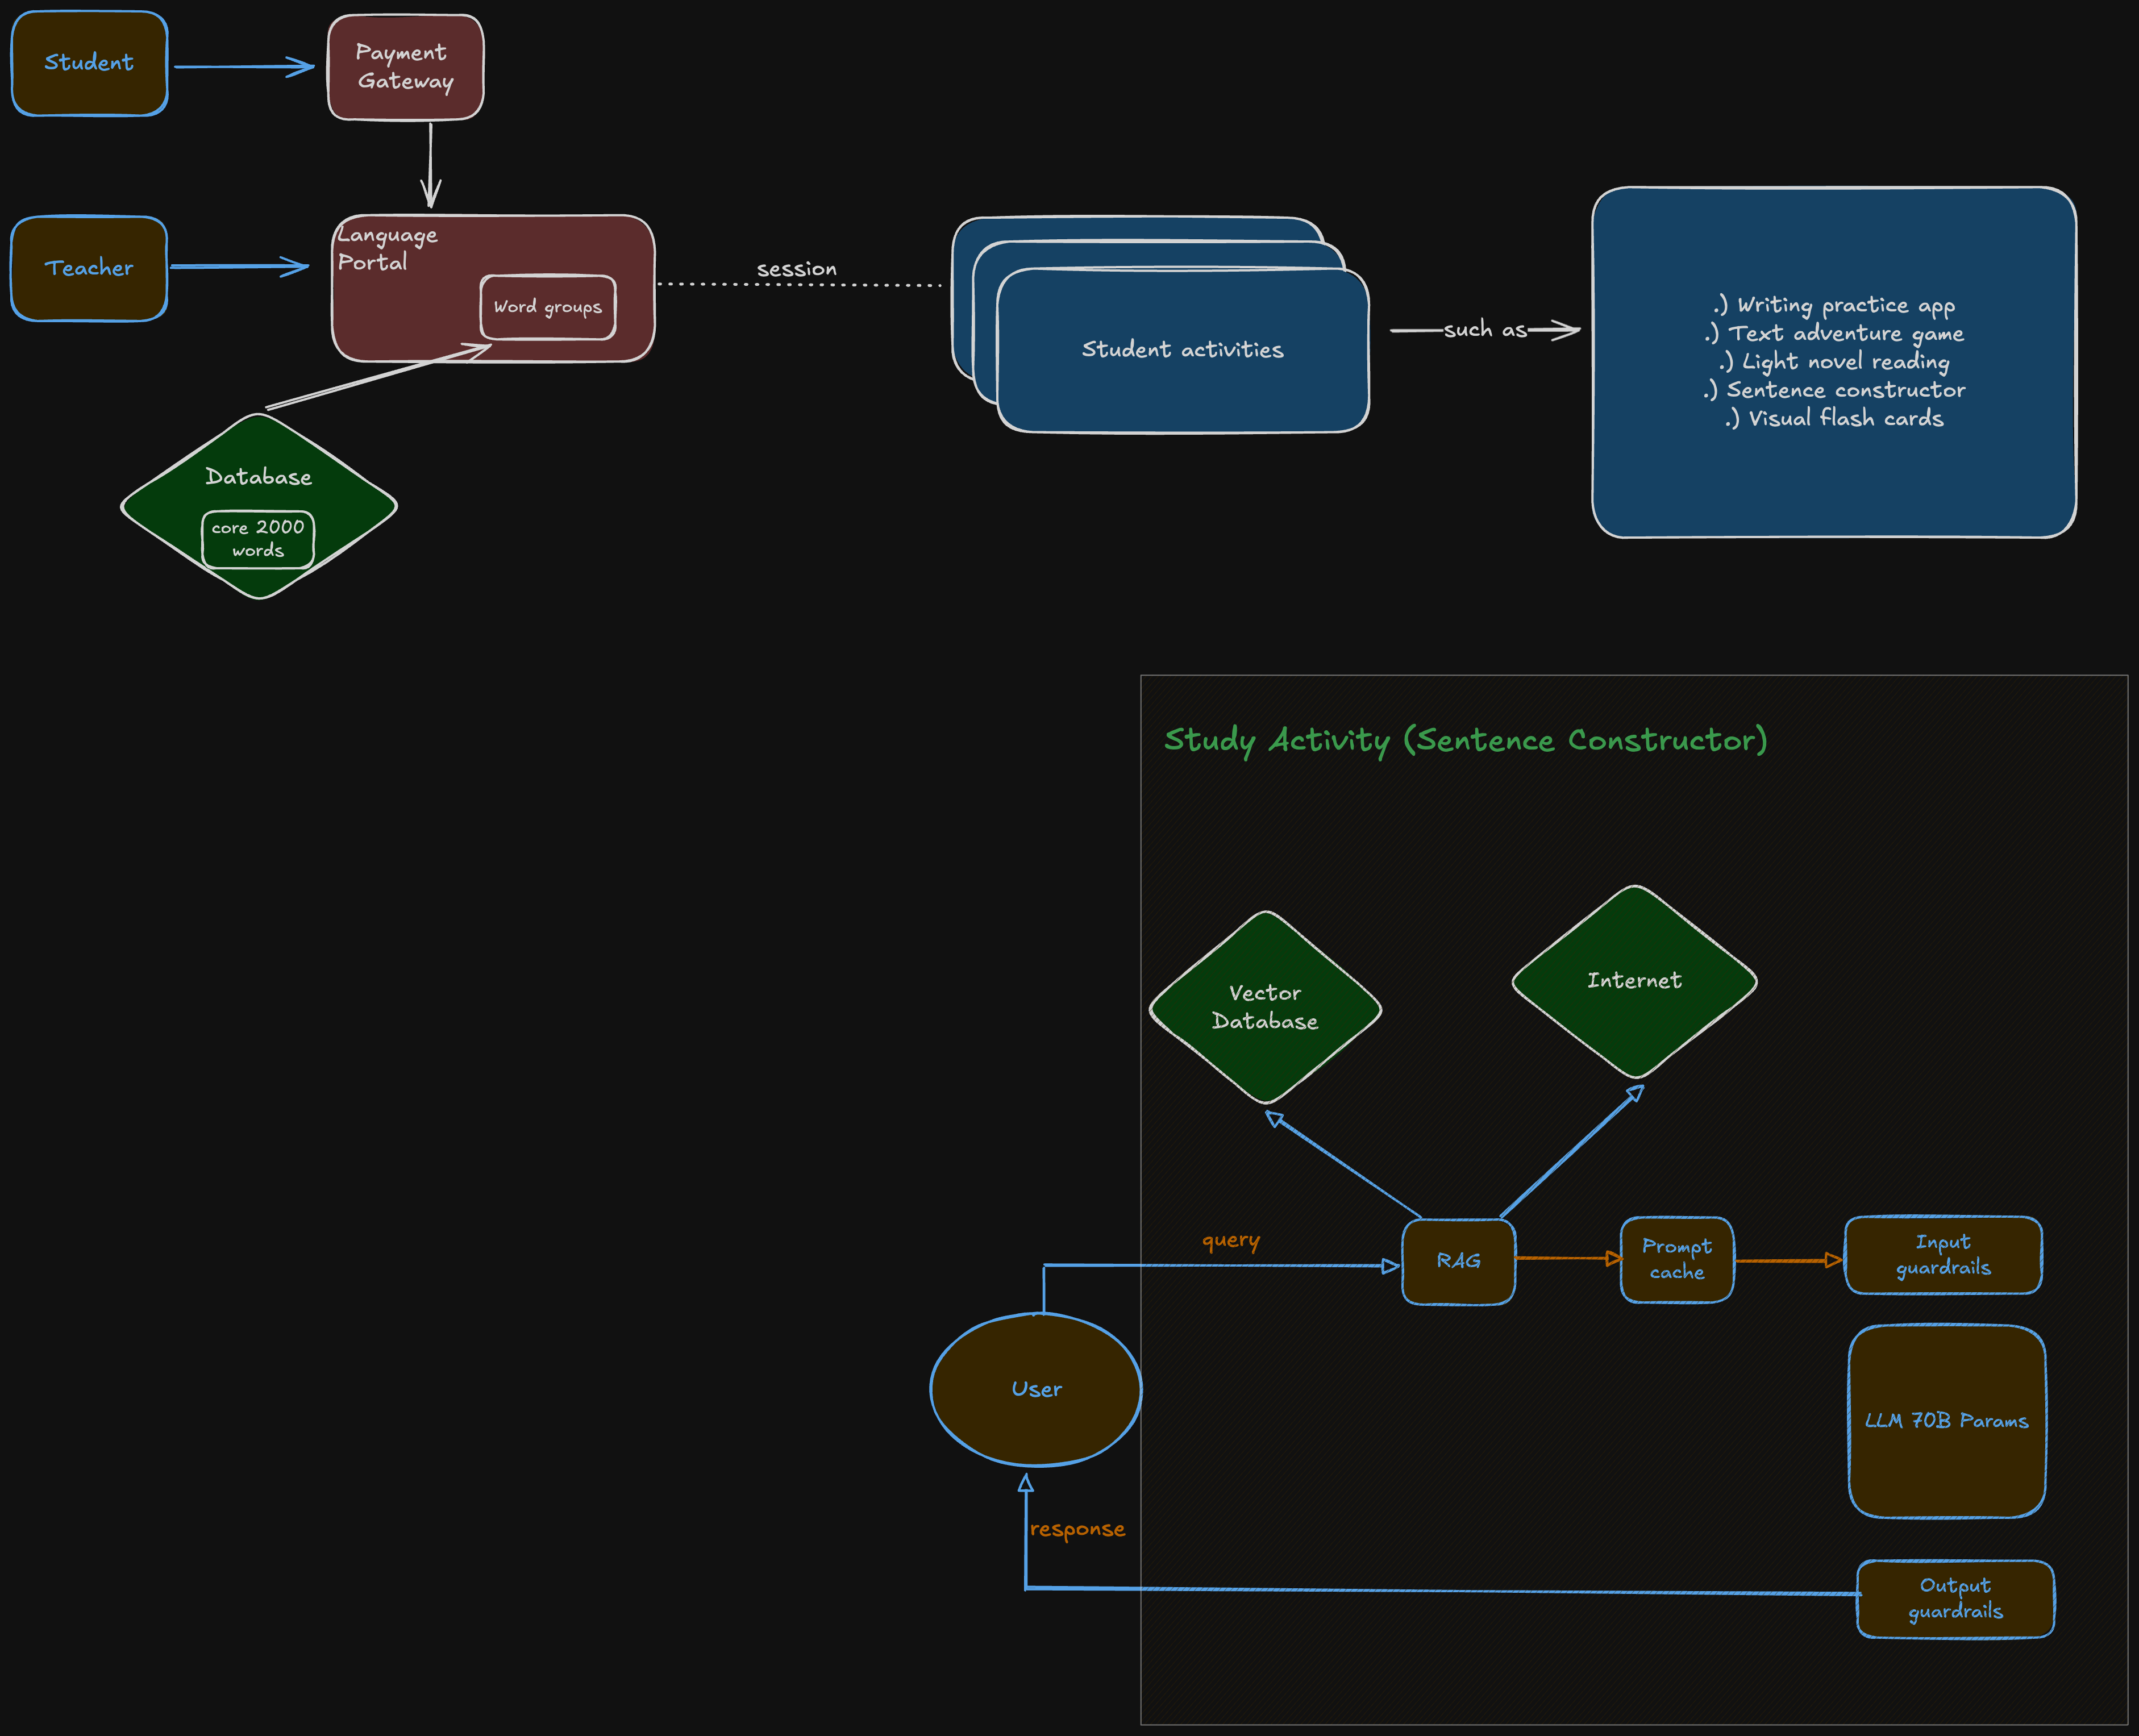 Student
Payment
Gateway
Teacher
Language
Portal
Word groups
session
Student activities
such as
.) Writing practice app
.) Text adventure game
.) Light novel reading
.) Sentence constructor
.) Visual flash cards
Database
core 2000
words
Study Activity (Sentence Constructor)
Vector
Database
Internet
query
RAG
Prompt
cache
Input
guardrails
User
LLM 70B Params
response
Output
guardrails